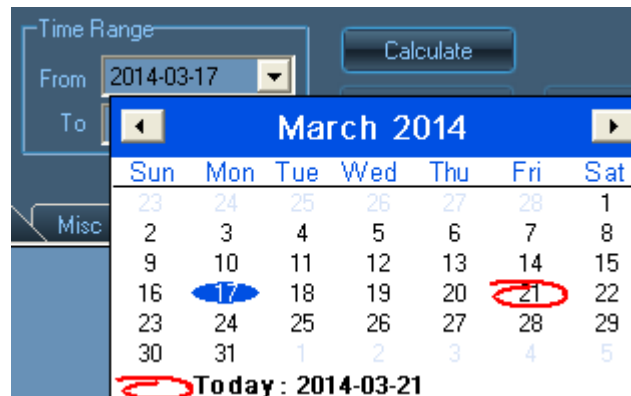 Time Range
Calculate
From 2014-03-17
To
March 2014
Sun Mon Tue Wed Thu Fri Sat
23 24 25 26 27 28 1
2 3 4 5 6 7 8
Misc
9 10 11 12 13 14 15
16 17 18 19 20 21 22
23 24 25 26 27 28 29
30 31 1 2 3 4 5
Today: 2014-03-21